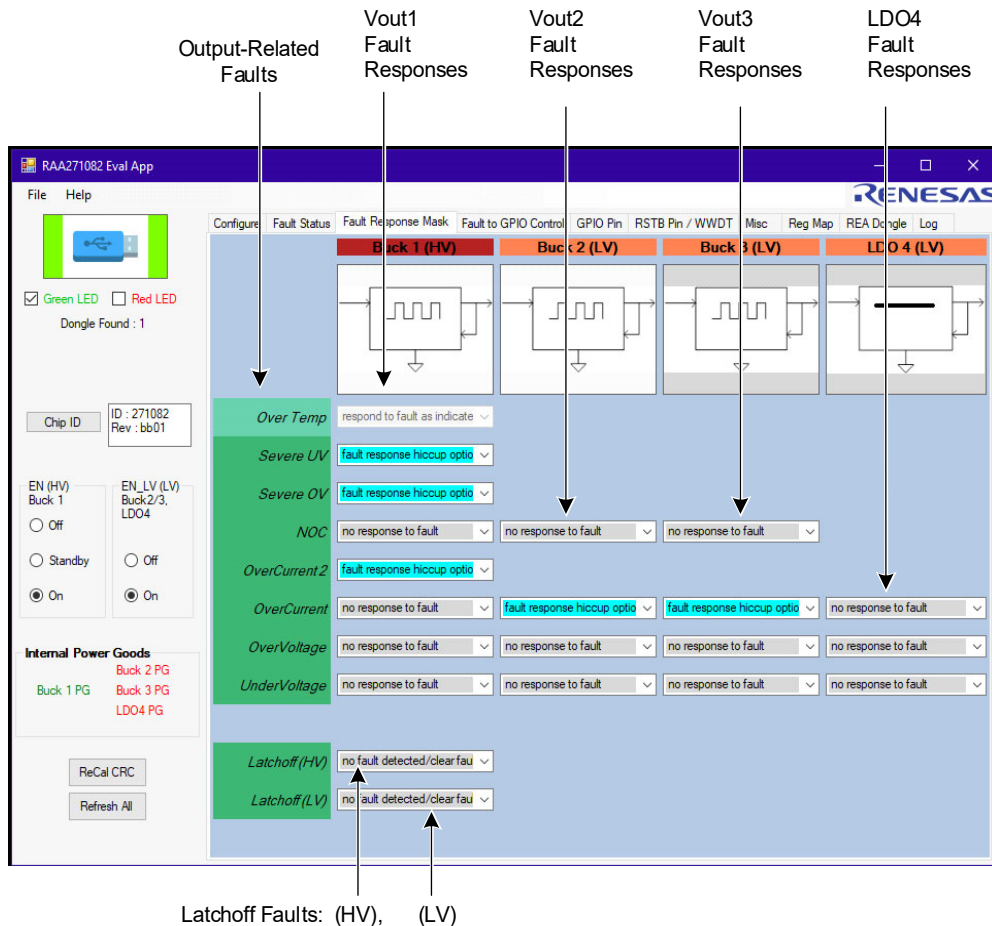 Output-Related
Faults
Vout1
Fault
Responses
Vout2
Fault
Responses
Vout3
Fault
Responses
LDO4
Fault
Responses
RAA271082 Eval App
File Help
RENESAS
Configure Fault Status Fault Response Mask Fault to GPIO Control GPIO Pin RSTB Pin / WWDT Misc Reg Map REA Dongle Log
Buck 1 (HV) Buck 2 (LV) Buck 3 (LV) LDO 4 (LV)
Green LED Red LED
Dongle Found : 1
Chip ID
ID : 271082
Rev : bb01
EN (HV)
Buck 1
Off
Standby
On
EN_LV (LV)
Buck2/3,
LDO4
Off
On
Internal Power Goods
Buck 1 PG
Buck 2 PG
Buck 3 PG
LDO4 PG
ReCal CRC
Refresh All
Over Temp respond to fault as indicate
Severe UV fault response hiccup optio
Severe OV fault response hiccup optio
NOC no response to fault no response to fault no response to fault
OverCurrent2 fault response hiccup optio
OverCurrent no response to fault fault response hiccup optio fault response hiccup optio no response to fault
OverVoltage no response to fault no response to fault no response to fault no response to fault
UnderVoltage no response to fault no response to fault no response to fault no response to fault
Latchoff (HV) no fault detected/clear fau
Latchoff (LV) no fault detected/clear fau
Latchoff Faults: (HV), (LV)